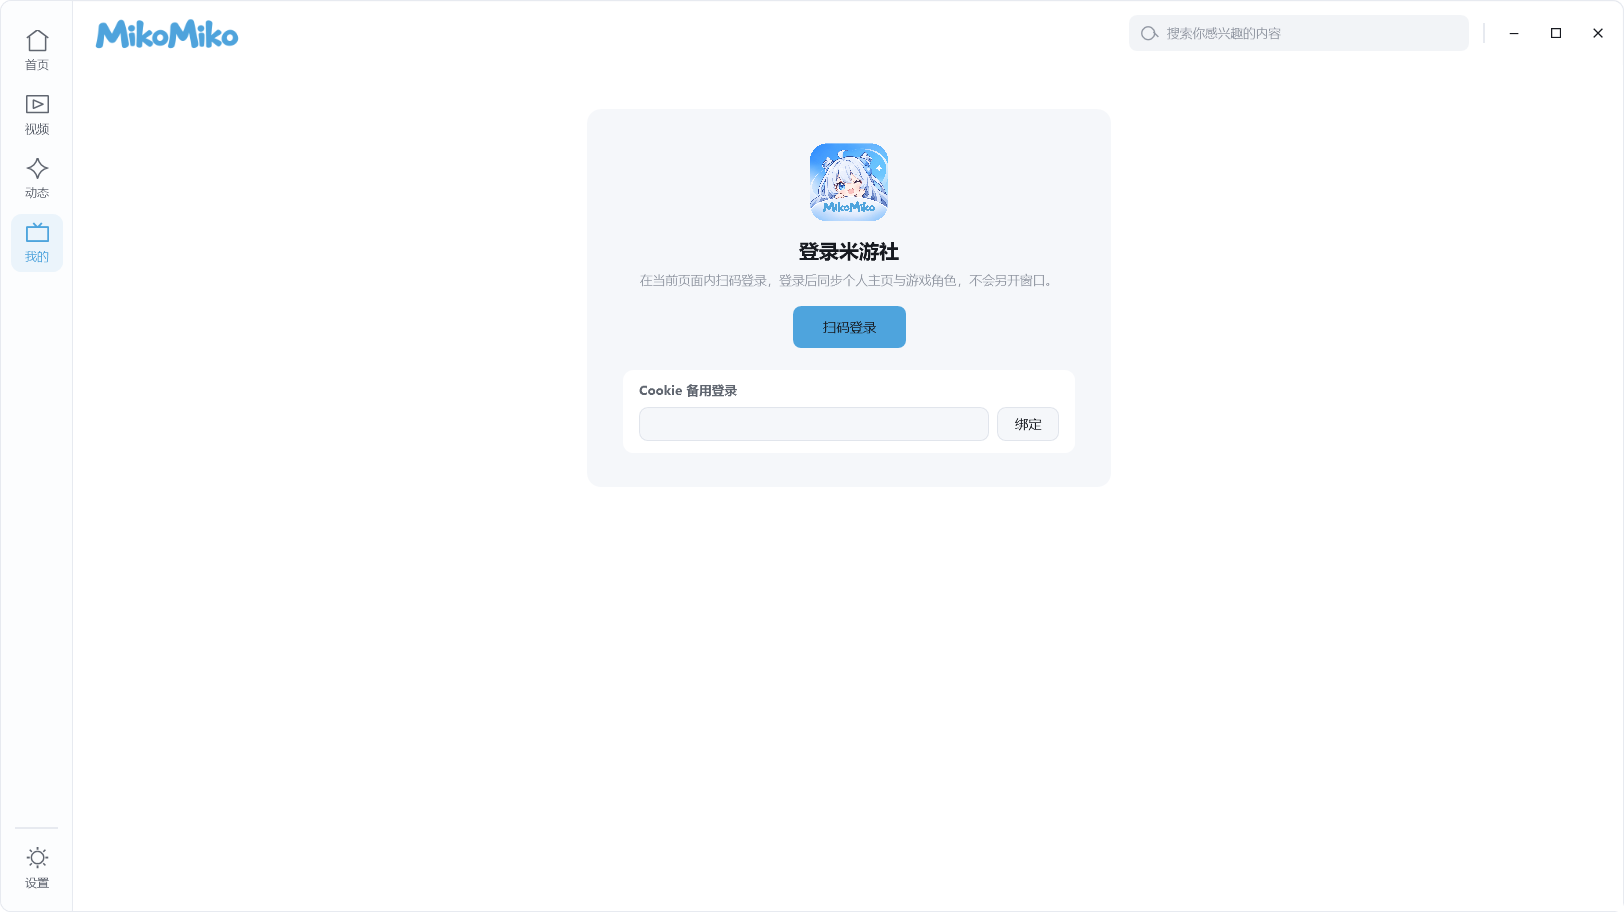 MikoMiko
搜索你感兴趣的内容
首页
视频
动态
我的
设置
MikoMiko
登录米游社
在当前页面内扫码登录，登录后同步个人主页与游戏角色，不会另开窗口。
扫码登录
Cookie 备用登录
绑定